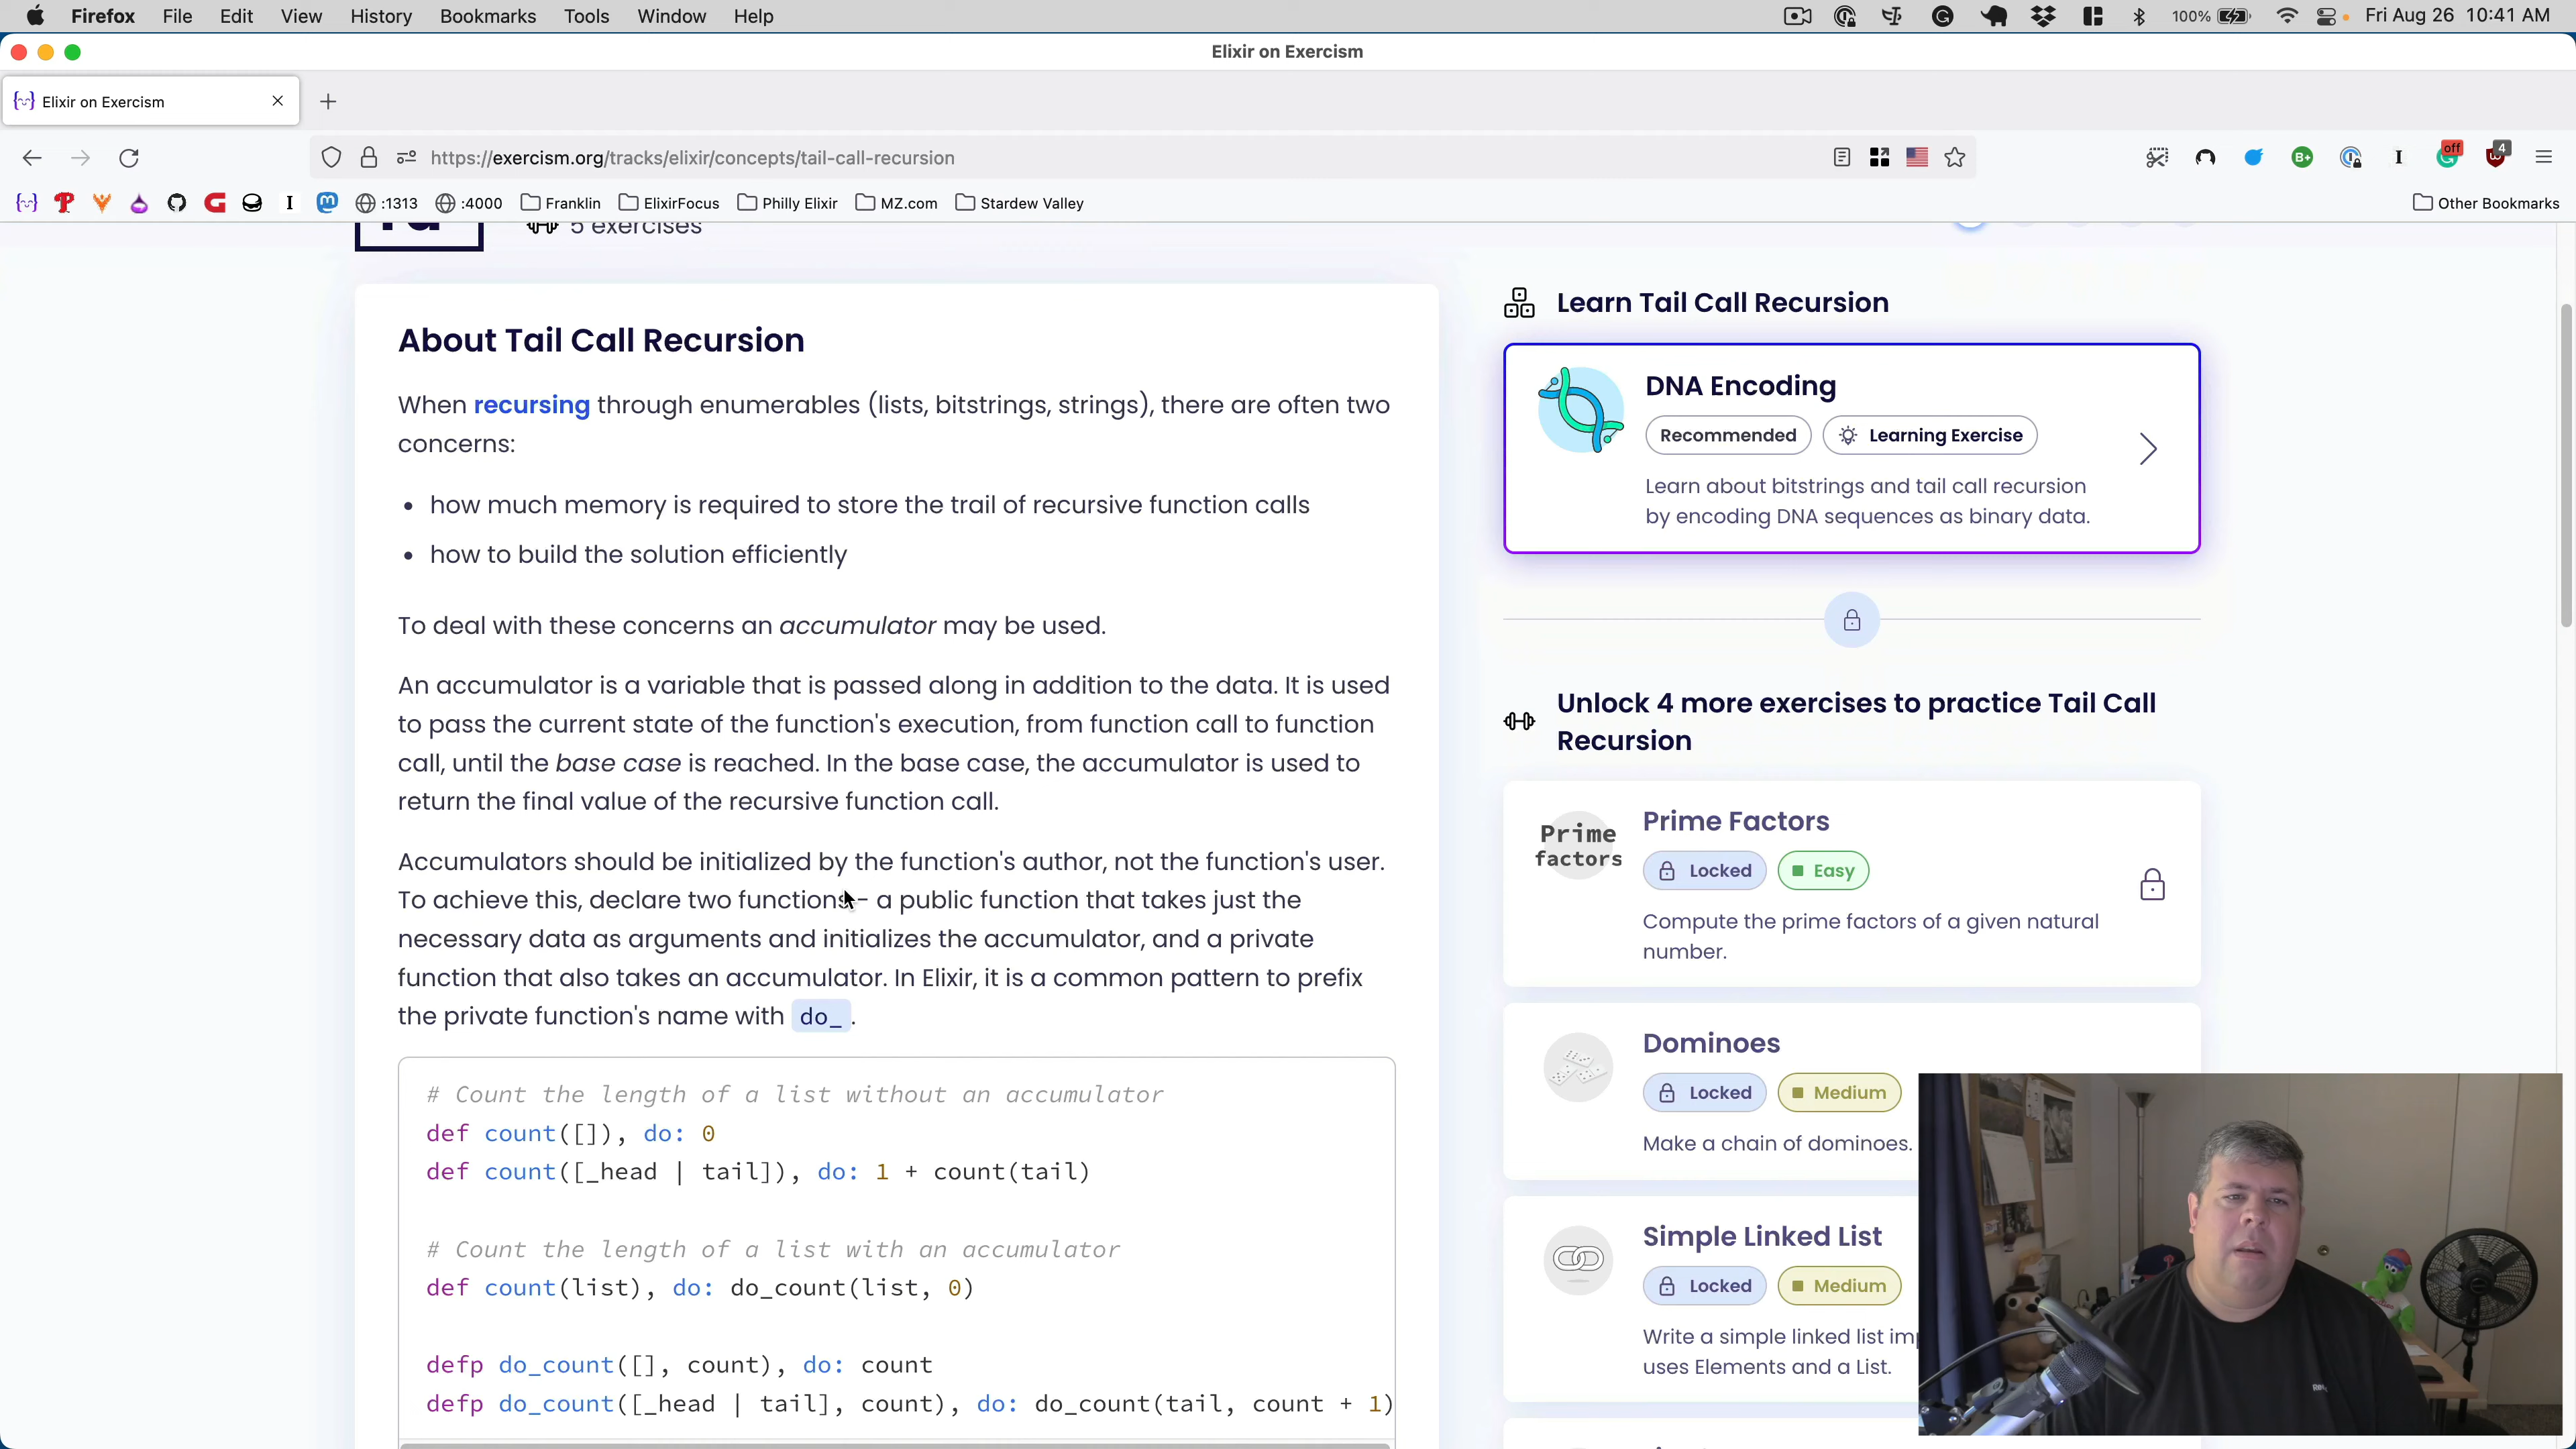 Firefox File Edit View History Bookmarks Tools Window Help 100% Fri Aug 26 10:41 AM
Elixir on Exercism
Elixir on Exercism
https://exercism.org/tracks/elixir/concepts/tail-call-recursion off 4
:1313 :4000 Franklin ElixirFocus Philly Elixir MZ.com Stardew Valley Other Bookmarks
5 exercises
About Tail Call Recursion
When recursing through enumerables (lists, bitstrings, strings), there are often two
concerns:
• how much memory is required to store the trail of recursive function calls
• how to build the solution efficiently
To deal with these concerns an accumulator may be used.
An accumulator is a variable that is passed along in addition to the data. It is used
to pass the current state of the function's execution, from function call to function
call, until the base case is reached. In the base case, the accumulator is used to
return the final value of the recursive function call.
Accumulators should be initialized by the function's author, not the function's user.
To achieve this, declare two functions - a public function that takes just the
necessary data as arguments and initializes the accumulator, and a private
function that also takes an accumulator. In Elixir, it is a common pattern to prefix
the private function's name with do_ .
# Count the length of a list without an accumulator
def count([]), do: 0
def count([_head | tail]), do: 1 + count(tail)
# Count the length of a list with an accumulator
def count(list), do: do_count(list, 0)
defp do_count([], count), do: count
defp do_count([_head | tail], count), do: do_count(tail, count + 1)
Learn Tail Call Recursion
DNA Encoding
Recommended Learning Exercise
Learn about bitstrings and tail call recursion
by encoding DNA sequences as binary data.
Unlock 4 more exercises to practice Tail Call
Recursion
Prime
factors
Prime Factors
Locked Easy
Compute the prime factors of a given natural
number.
Dominoes
Locked Medium
Make a chain of dominoes.
Simple Linked List
Locked Medium
Write a simple linked list
uses Elements and a List.